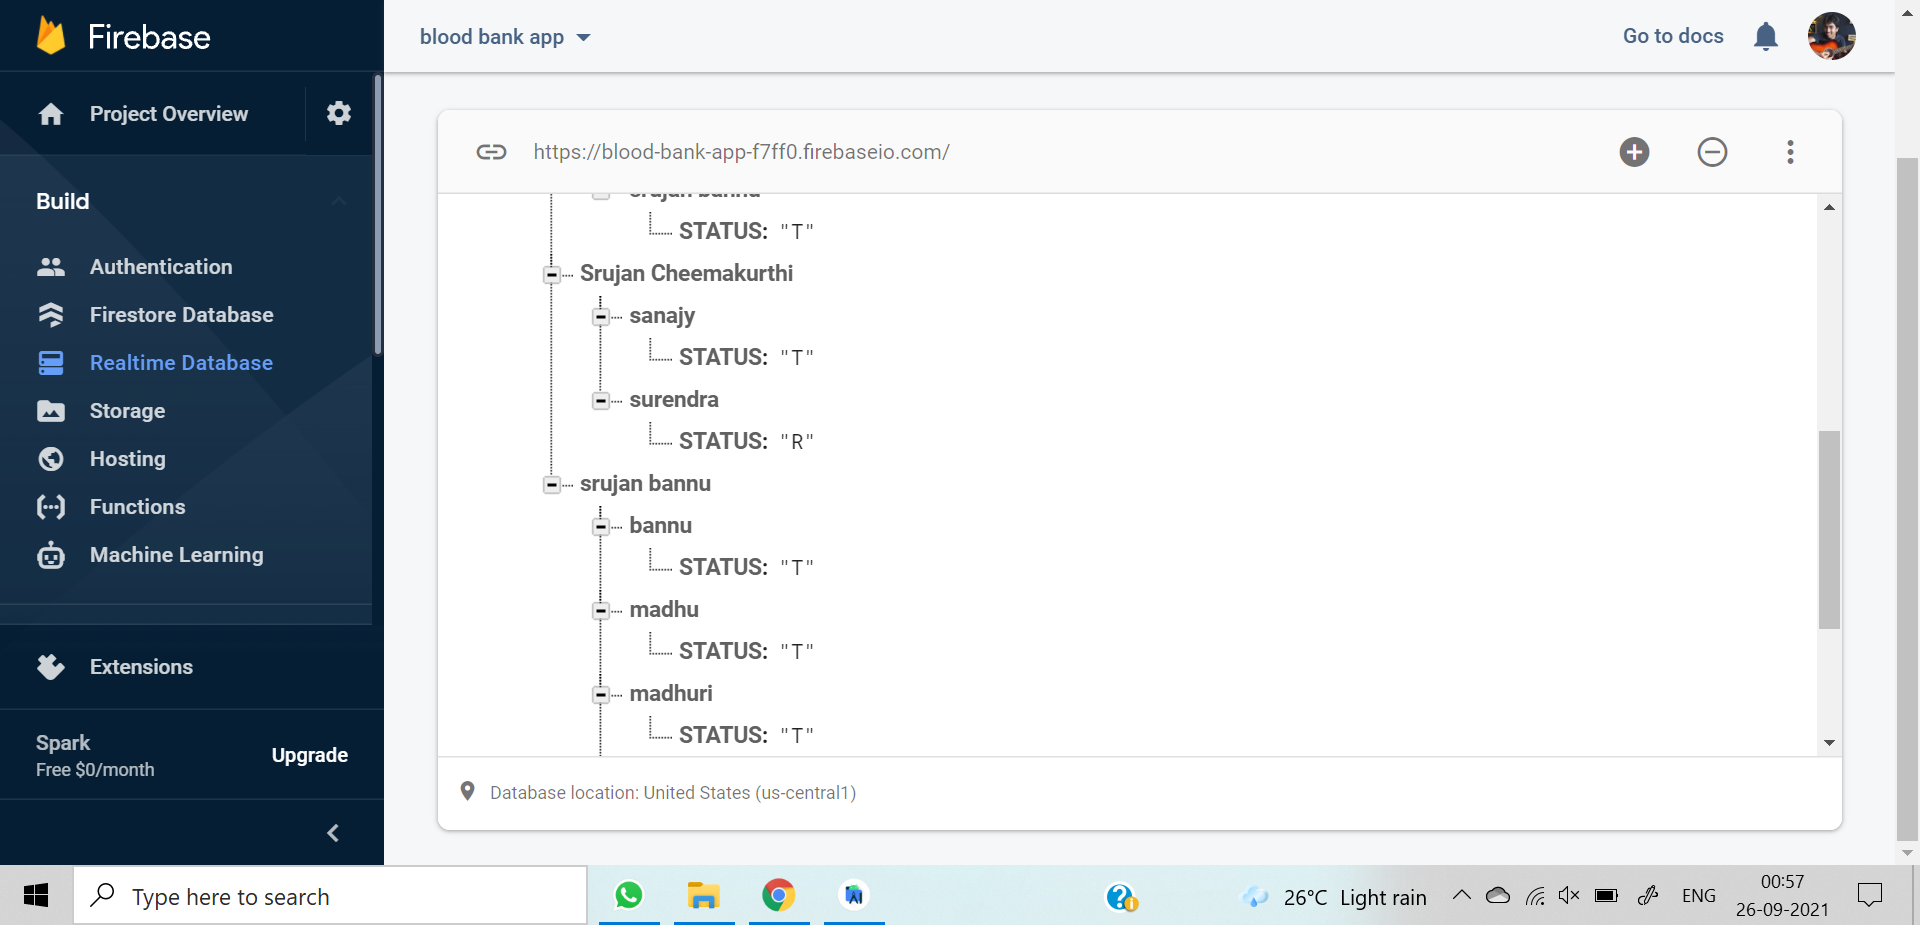 Firebase
Project Overview
Build
Authentication
Firestore Database
Realtime Database
Storage
Hosting
Functions
Machine Learning
Extensions
Spark
Free $0/month
Upgrade
blood bank app
Go to docs
https://blood-bank-app-f7ff0.firebaseio.com/
srujan bannu
STATUS: "T"
Srujan Cheemakurthi
sanajy
STATUS: "T"
surendra
STATUS: "R"
srujan bannu
bannu
STATUS: "T"
madhu
STATUS: "T"
madhuri
STATUS: "T"
Database location: United States (us-central1)
Type here to search
26°C Light rain
ENG
00:57
26-09-2021